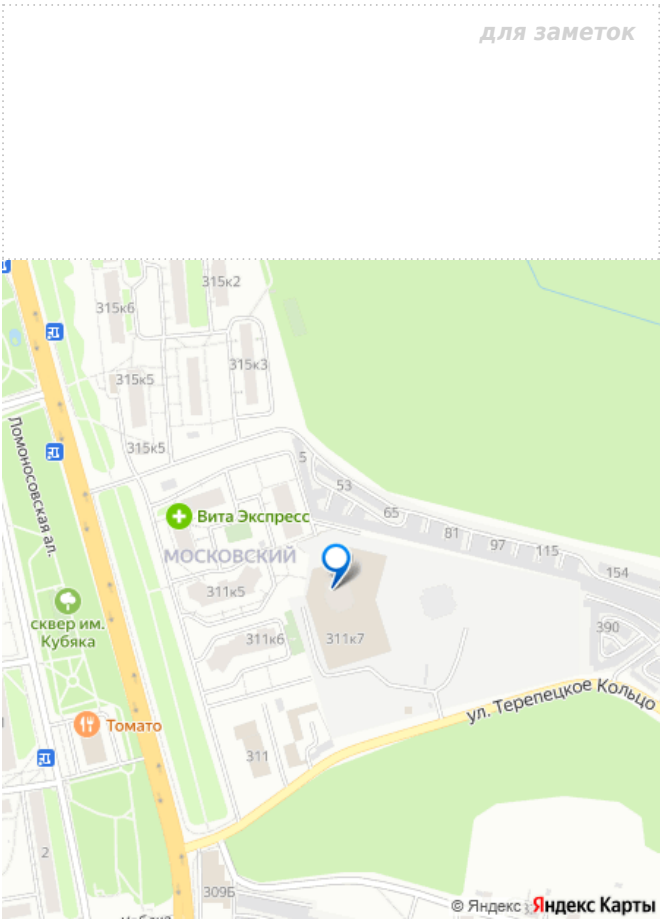 для заметок
315к2
315к6
315к3
315к5
Ломоносовская ал.
315к5
5
53
65
81
97
115
154
Вита Экспресс
МОСКОВСКИЙ
311к5
сквер им.
Кубяка
311к6
311к7
390
ул. Терепецкое Кольцо
Томато
311
2
309Б
© Яндекс
Яндекс Карты